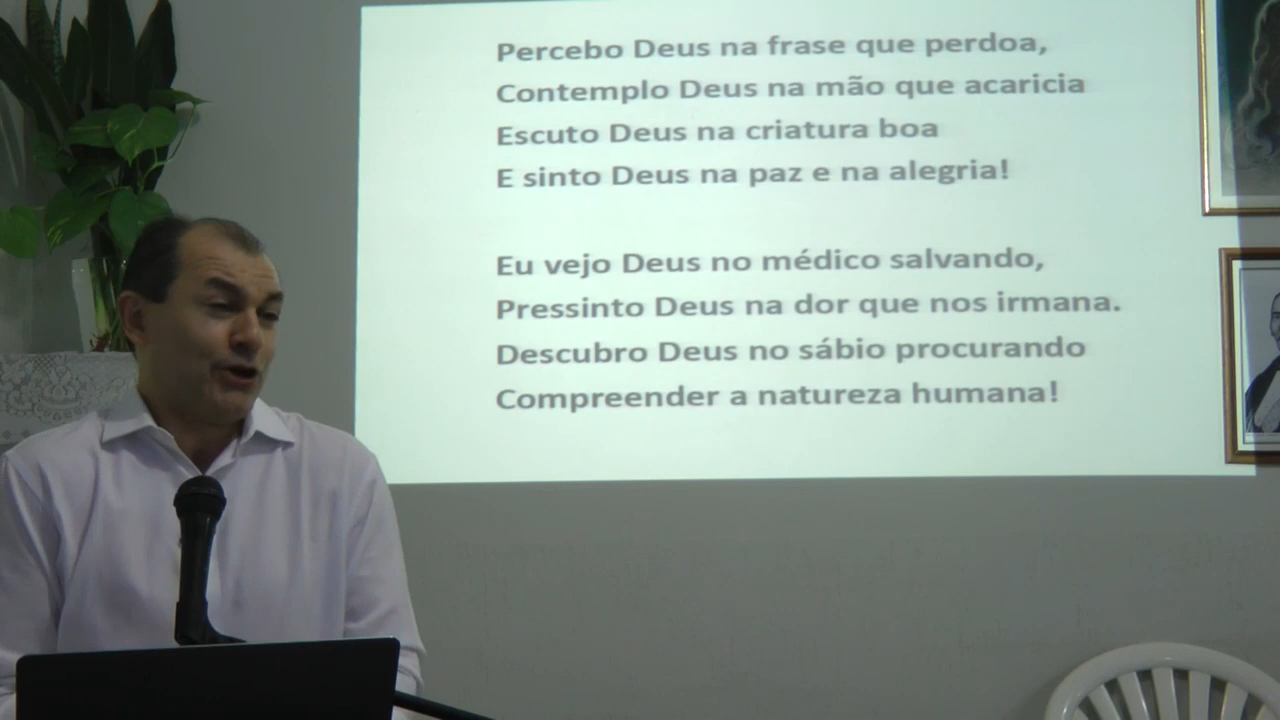 Percebo Deus na frase que perdoa,
Contemplo Deus na mão que acaricia
Escuto Deus na criatura boa
E sinto Deus na paz e na alegria!
Eu vejo Deus no médico salvando,
Pressinto Deus na dor que nos irmana.
Descubro Deus no sábio procurando
Compreender a natureza humana!